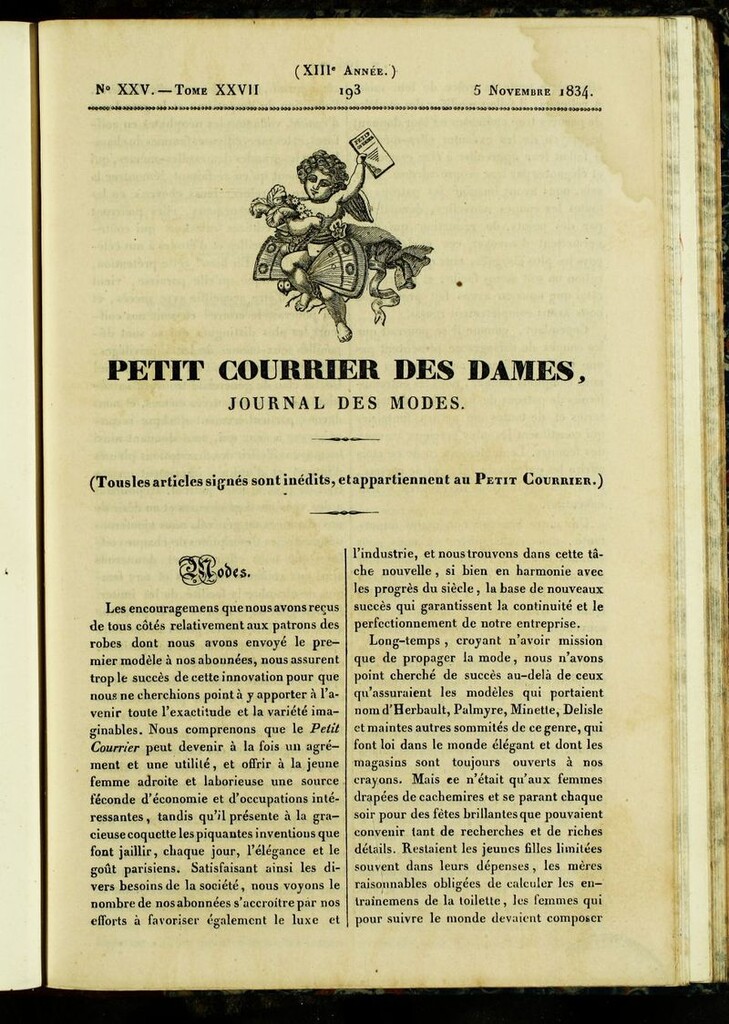 (XIIIe Année.)
No XXV.—Tome XXVII 193 5 Novembre 1834.
PETIT
PETIT COURRIER DES DAMES,
JOURNAL DES MODES.
(Tous les articles signés sont inédits, et appartiennent au Petit Courrier.)
Modes.
Les encouragemens que nous avons reçus
de tous côtés relativement aux patrons des
robes dont nous avons envoyé le pre-
mier modèle à nos abonnées, nous assurent
trop le succès de cette innovation pour que
nous ne cherchions point à y apporter à l'a-
venir toute l'exactitude et la variété ima-
ginables. Nous comprenons que le Petit
Courrier peut devenir à la fois un agré-
ment et une utilité, et offrir à la jeune
femme adroite et laborieuse une source
féconde d'économie et d'occupations inté-
ressantes, tandis qu'il présente à la gra-
cieuse coquette les piquantes inventions que
font jaillir, chaque jour, l'élégance et le
goût parisiens. Satisfaisant ainsi les di-
vers besoins de la société, nous voyons le
nombre de nos abonnées s'accroître par nos
efforts à favoriser également le luxe et
l'industrie, et nous trouvons dans cette tâ-
che nouvelle, si bien en harmonie avec
les progrès du siècle, la base de nouveaux
succès qui garantissent la continuité et le
perfectionnement de notre entreprise.
Long-temps, croyant n'avoir mission
que de propager la mode, nous n'avons
point cherché de succès au-delà de ceux
qu'assuraient les modèles qui portaient
nom d'Herbault, Palmyre, Minette, Delisle
et maintes autres sommités de ce genre, qui
font loi dans le monde élégant et dont les
magasins sont toujours ouverts à nos
crayons. Mais ce n'était qu'aux femmes
drapées de cachemires et se parant chaque
soir pour des fêtes brillantes que pouvaient
convenir tant de recherches et de riches
détails. Restaient les jeunes filles limitées
souvent dans leurs dépenses, les mères
raisonnables obligées de calculer les en-
traînemens de la toilette, les femmes qui
pour suivre le monde devaient composer